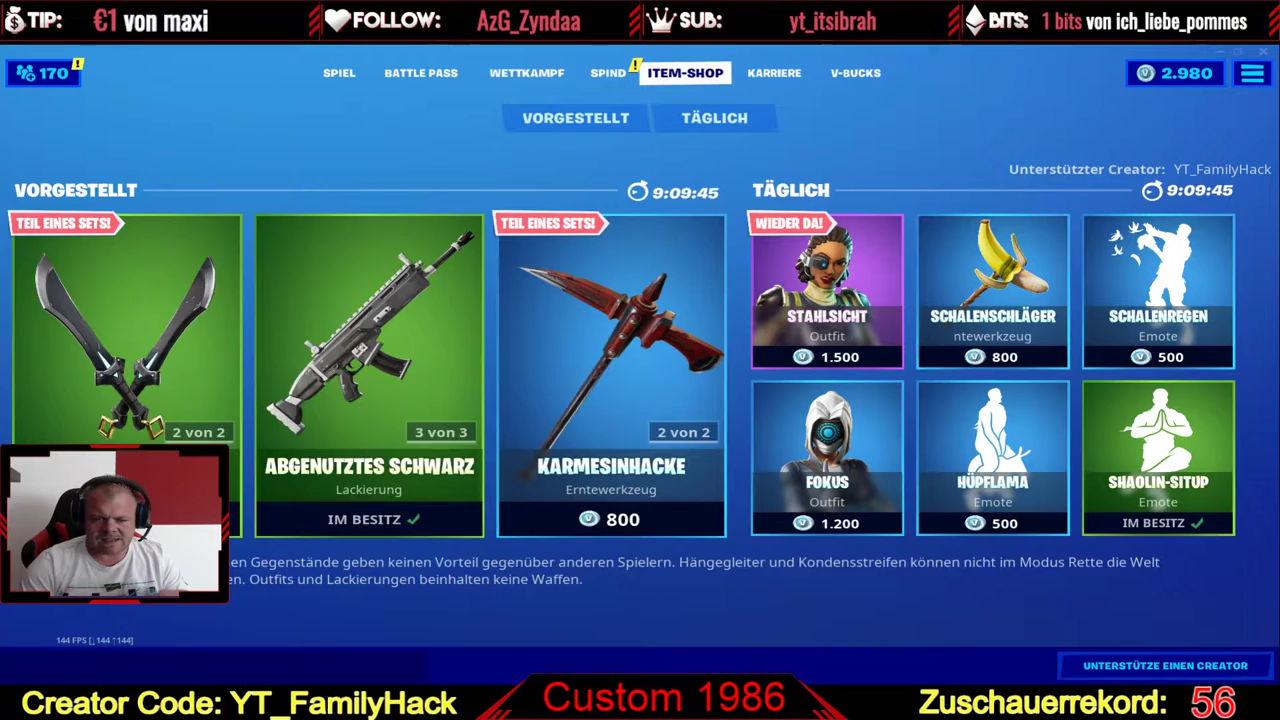 TIP: €1 von maxi
FOLLOW: AzG_Zyndaa
SUB: yt_itsibrah
BITS: 1 bits von ich_liebe_pommes
170 !
SPIEL BATTLE PASS WETTKAMPF SPIND ! ITEM-SHOP KARRIERE V-BUCKS
2.980
VORGESTELLT TÄGLICH
Unterstützter Creator: YT_FamilyHack
VORGESTELLT 9:09:45
TÄGLICH 9:09:45
TEIL EINES SETS!
2 von 2
3 von 3
ABGENUTZTES SCHWARZ
Lackierung
IM BESITZ
TEIL EINES SETS!
2 von 2
KARMESINHACKE
Erntewerkzeug
800
WIEDER DA!
STAHLSICHT
Outfit
1.500
SCHALENSCHLÄGER
ntewerkzeug
800
SCHALENREGEN
Emote
500
FOKUS
Outfit
1.200
HÜPFLAMA
Emote
500
SHAOLIN-SITUP
Emote
IM BESITZ
en Gegenstände geben keinen Vorteil gegenüber anderen Spielern. Hängegleiter und Kondensstreifen können nicht im Modus Rette die Welt
en. Outfits und Lackierungen beinhalten keine Waffen.
144 FPS [↓144 ↑144]
UNTERSTÜTZE EINEN CREATOR
Creator Code: YT_FamilyHack
Custom 1986
Zuschauerrekord: 56